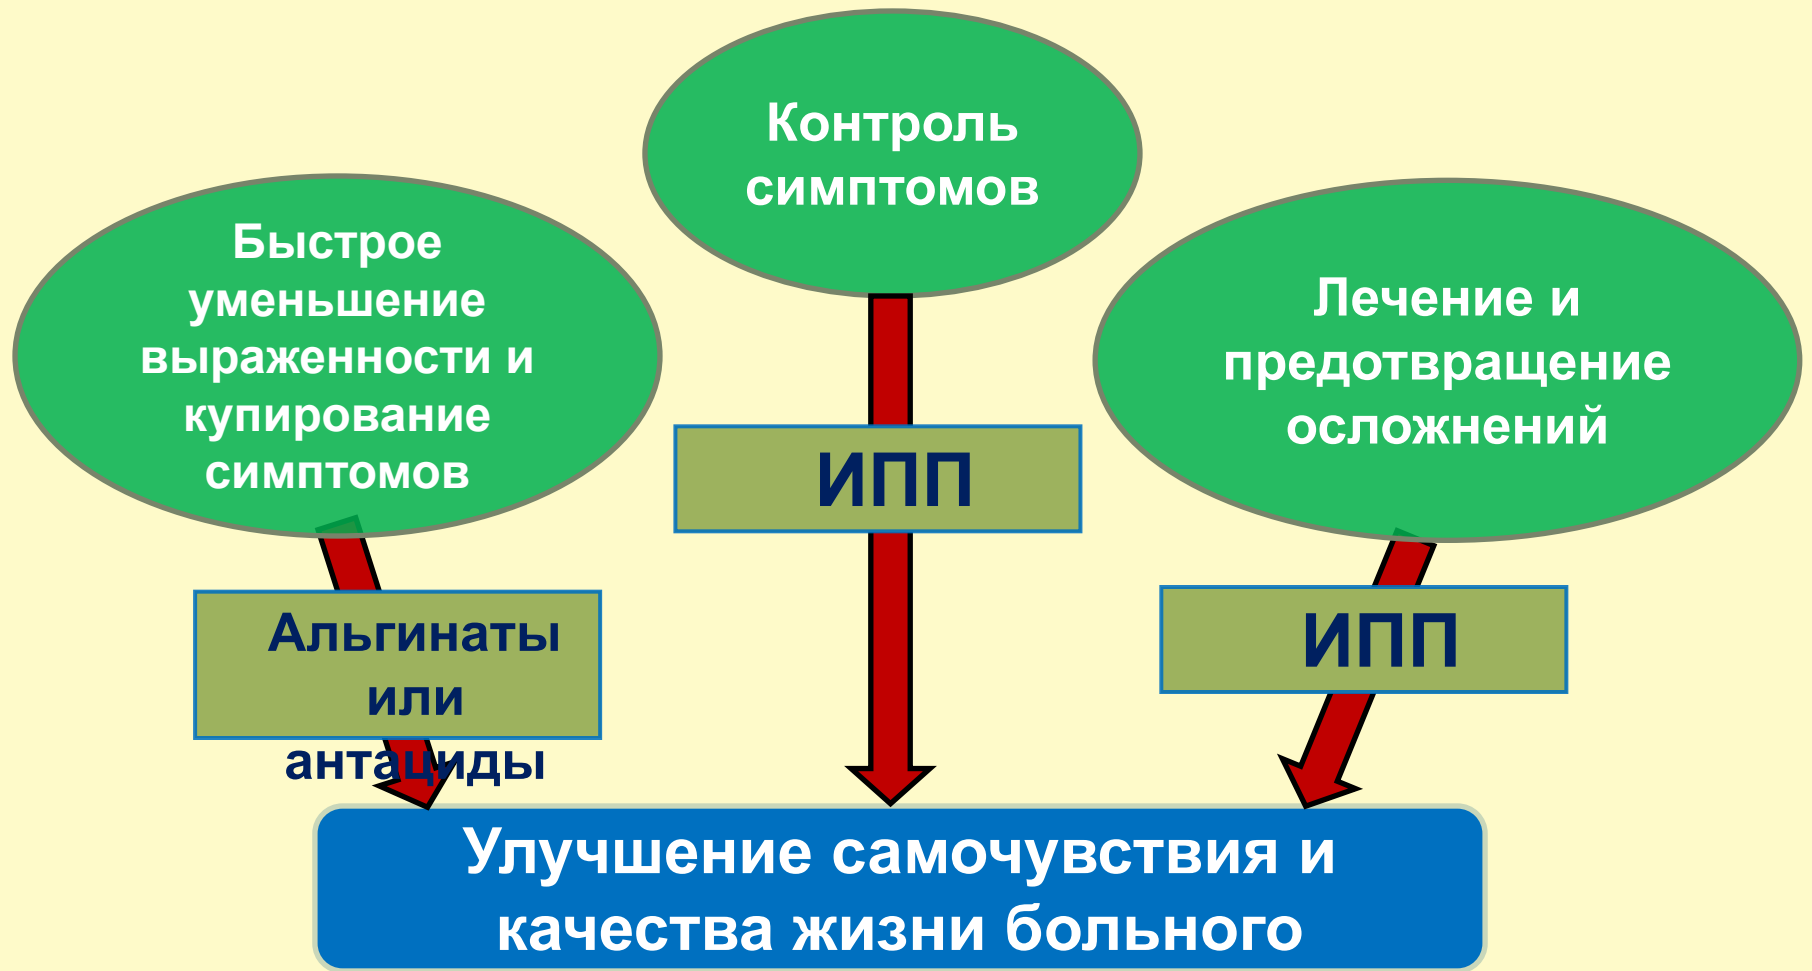 Контроль
симптомов
Быстрое
уменьшение
выраженности и
купирование
симптомов
Лечение и
предотвращение
осложнений
ИПП
Альгинаты
или
антациды
ИПП
Улучшение самочувствия и
качества жизни больного